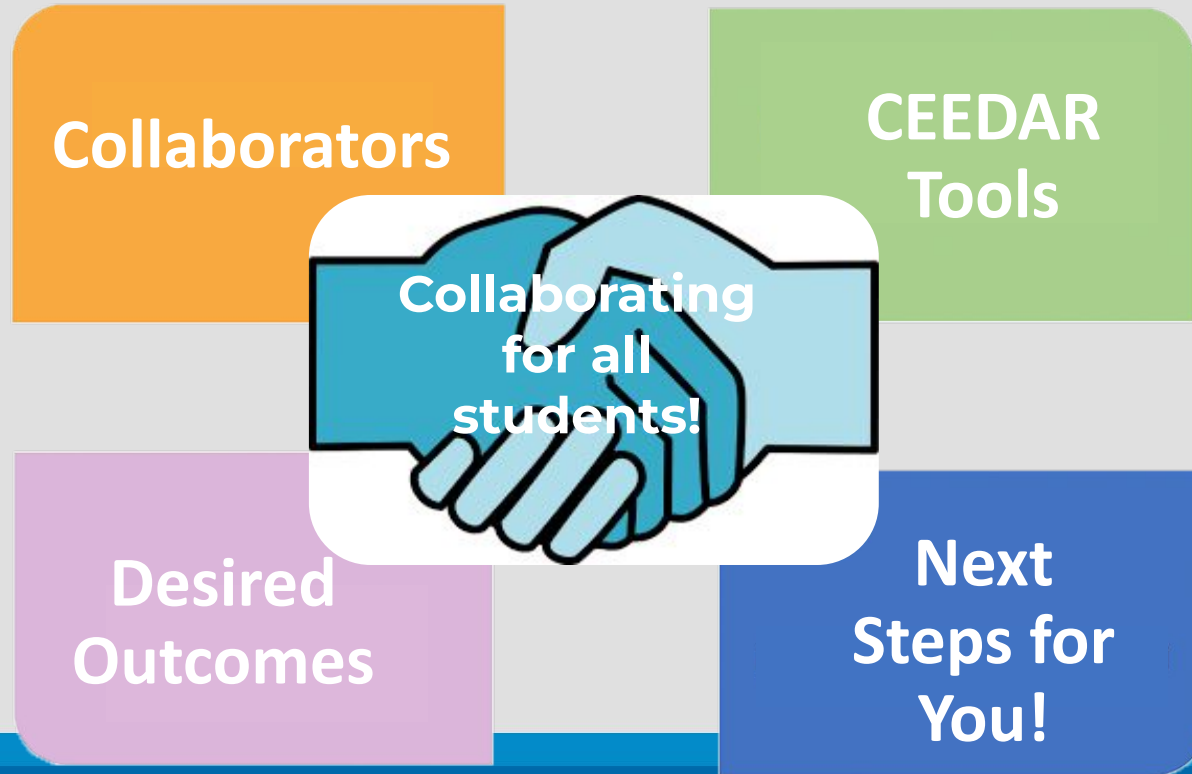 Collaborators
CEEDAR
Tools
Collaborating
for all
students!
Desired
Outcomes
Next
Steps for
You!